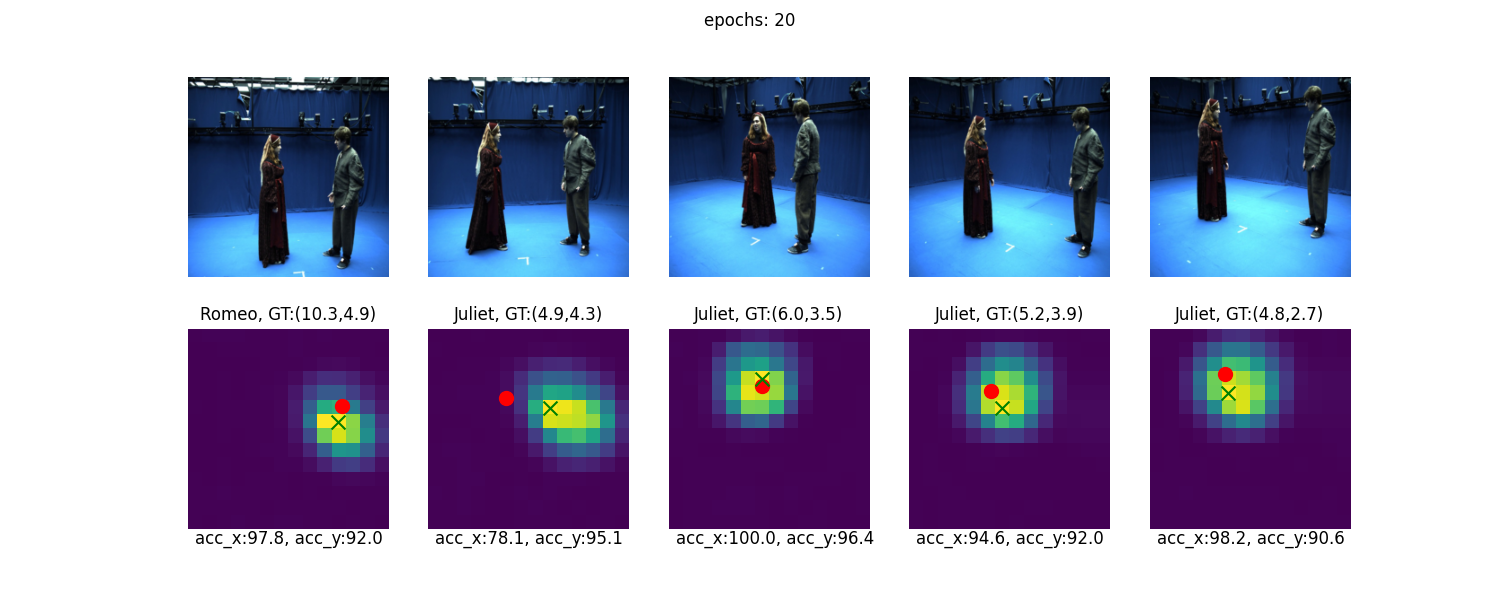 epochs: 20
Romeo, GT:(10.3,4.9)
Juliet, GT:(4.9,4.3)
Juliet, GT:(6.0,3.5)
Juliet, GT:(5.2,3.9)
Juliet, GT:(4.8,2.7)
acc_x:97.8, acc_y:92.0
acc_x:78.1, acc_y:95.1
acc_x:100.0, acc_y:96.4
acc_x:94.6, acc_y:92.0
acc_x:98.2, acc_y:90.6